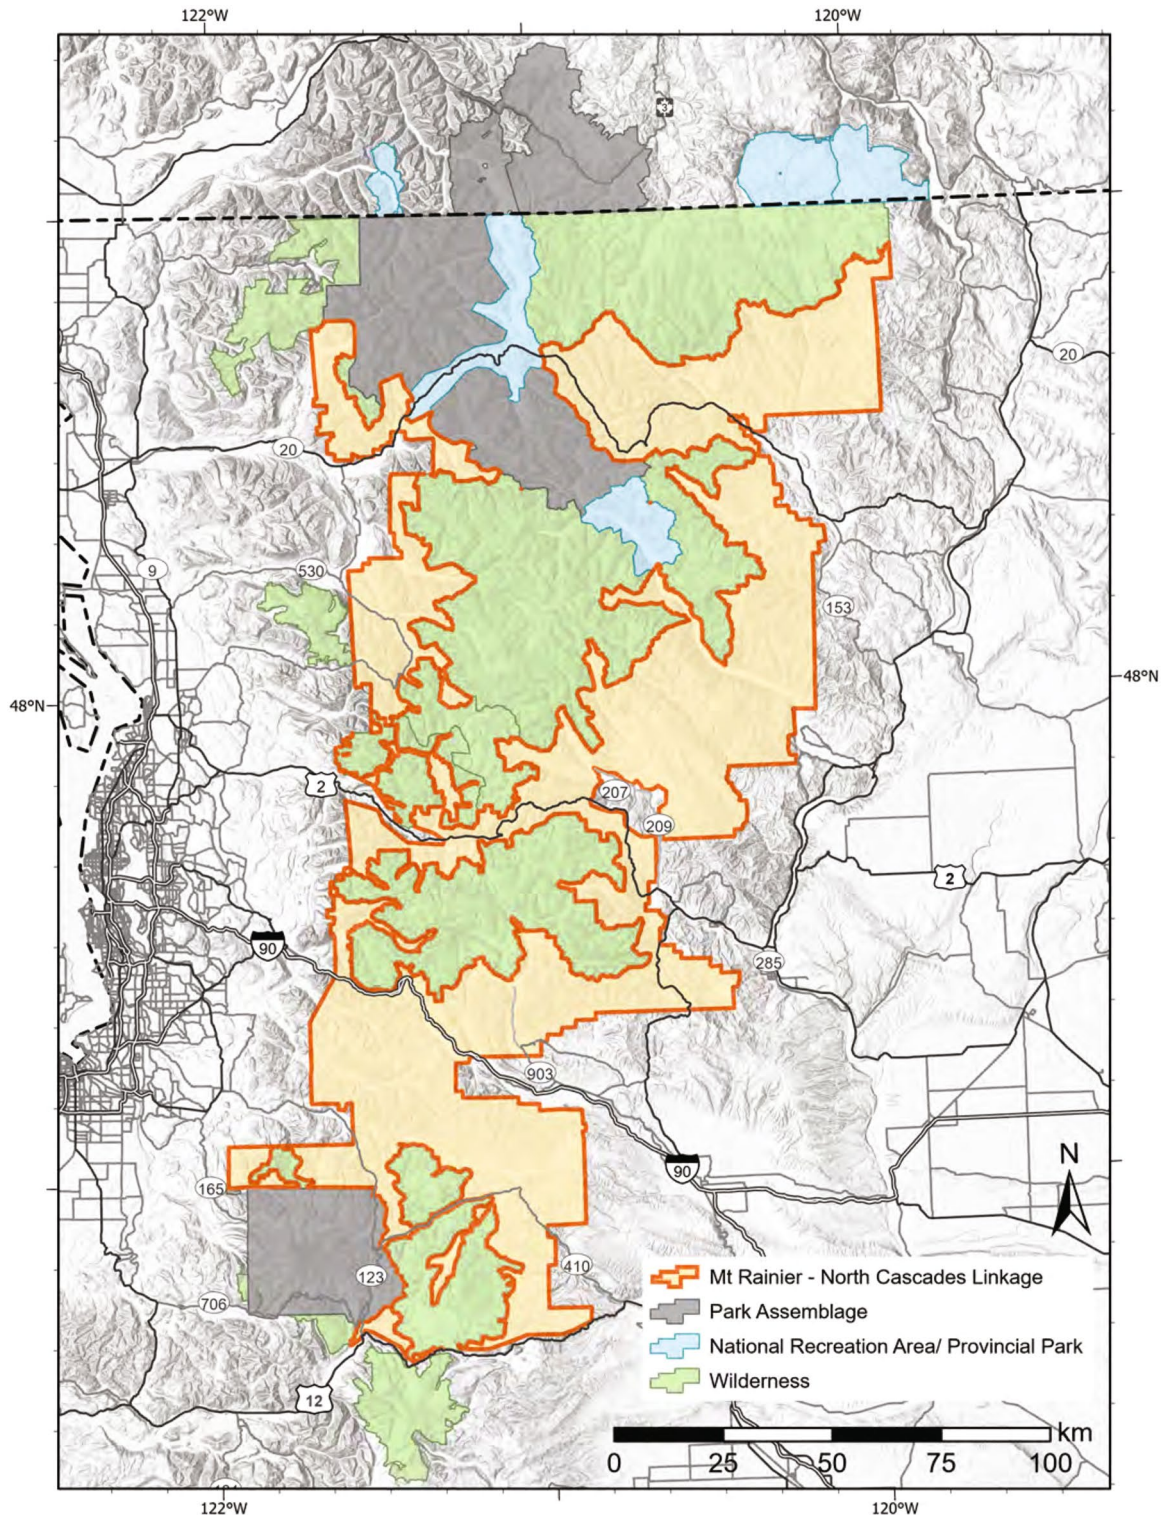 122°W 120°W
3
20
20
9
530
153
48°N 48°N
2
207
209
2
90
285
903
165
90
N
123
410
706
12
Mt Rainier - North Cascades Linkage
Park Assemblage
National Recreation Area/ Provincial Park
Wilderness
km
0 25 50 75 100
122°W 120°W